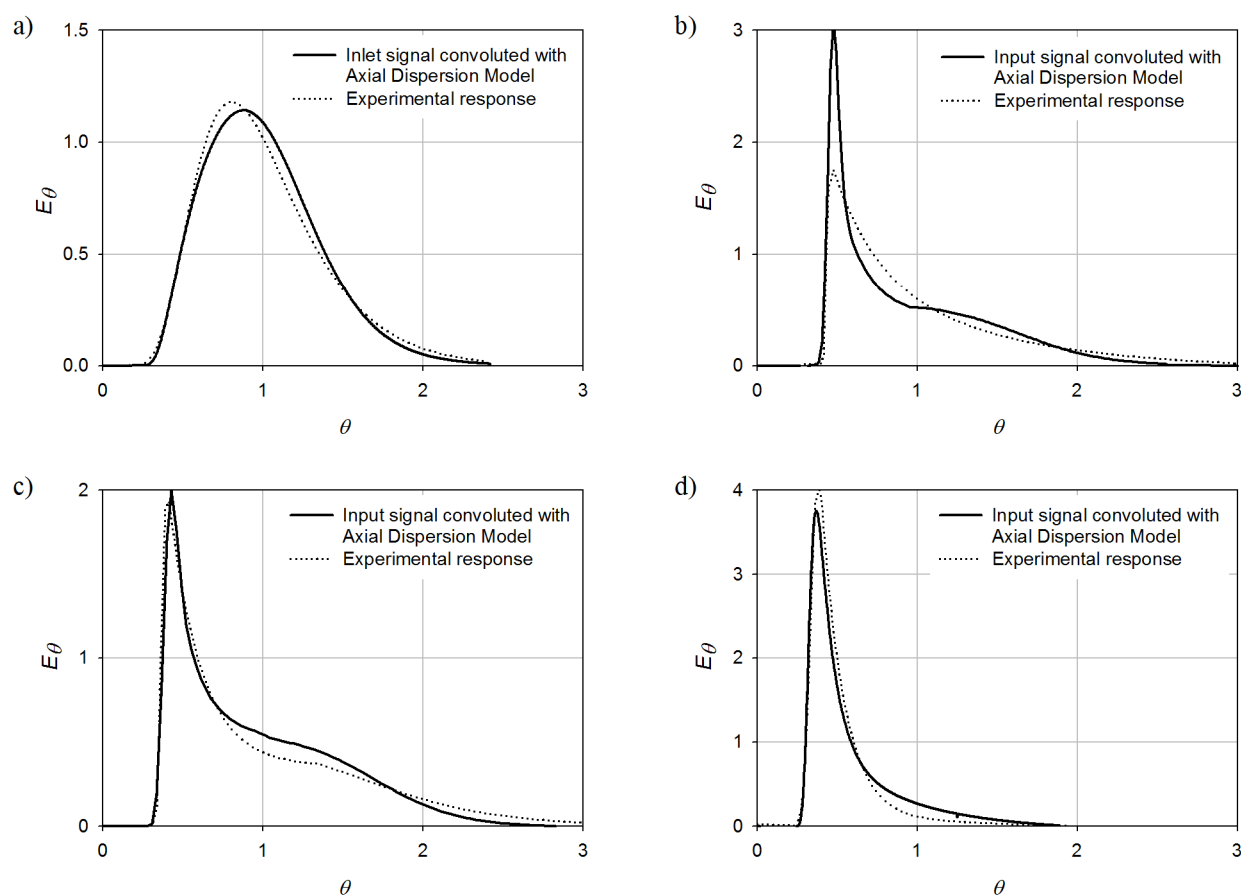 a)
1.5
1.0
0.5
0.0
Eθ
0 1 2 3
θ
Inlet signal convoluted with
Axial Dispersion Model
Experimental response
b)
3
2
1
0
Eθ
0 1 2 3
θ
Input signal convoluted with
Axial Dispersion Model
Experimental response
c)
2
1
0
Eθ
0 1 2 3
θ
Input signal convoluted with
Axial Dispersion Model
Experimental response
d)
4
3
2
1
0
Eθ
0 1 2 3
θ
Input signal convoluted with
Axial Dispersion Model
Experimental response